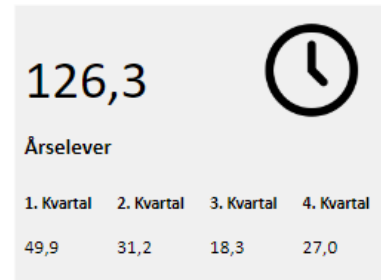 126,3
Årselever
1. Kvartal 2. Kvartal 3. Kvartal 4. Kvartal
49,9 31,2 18,3 27,0